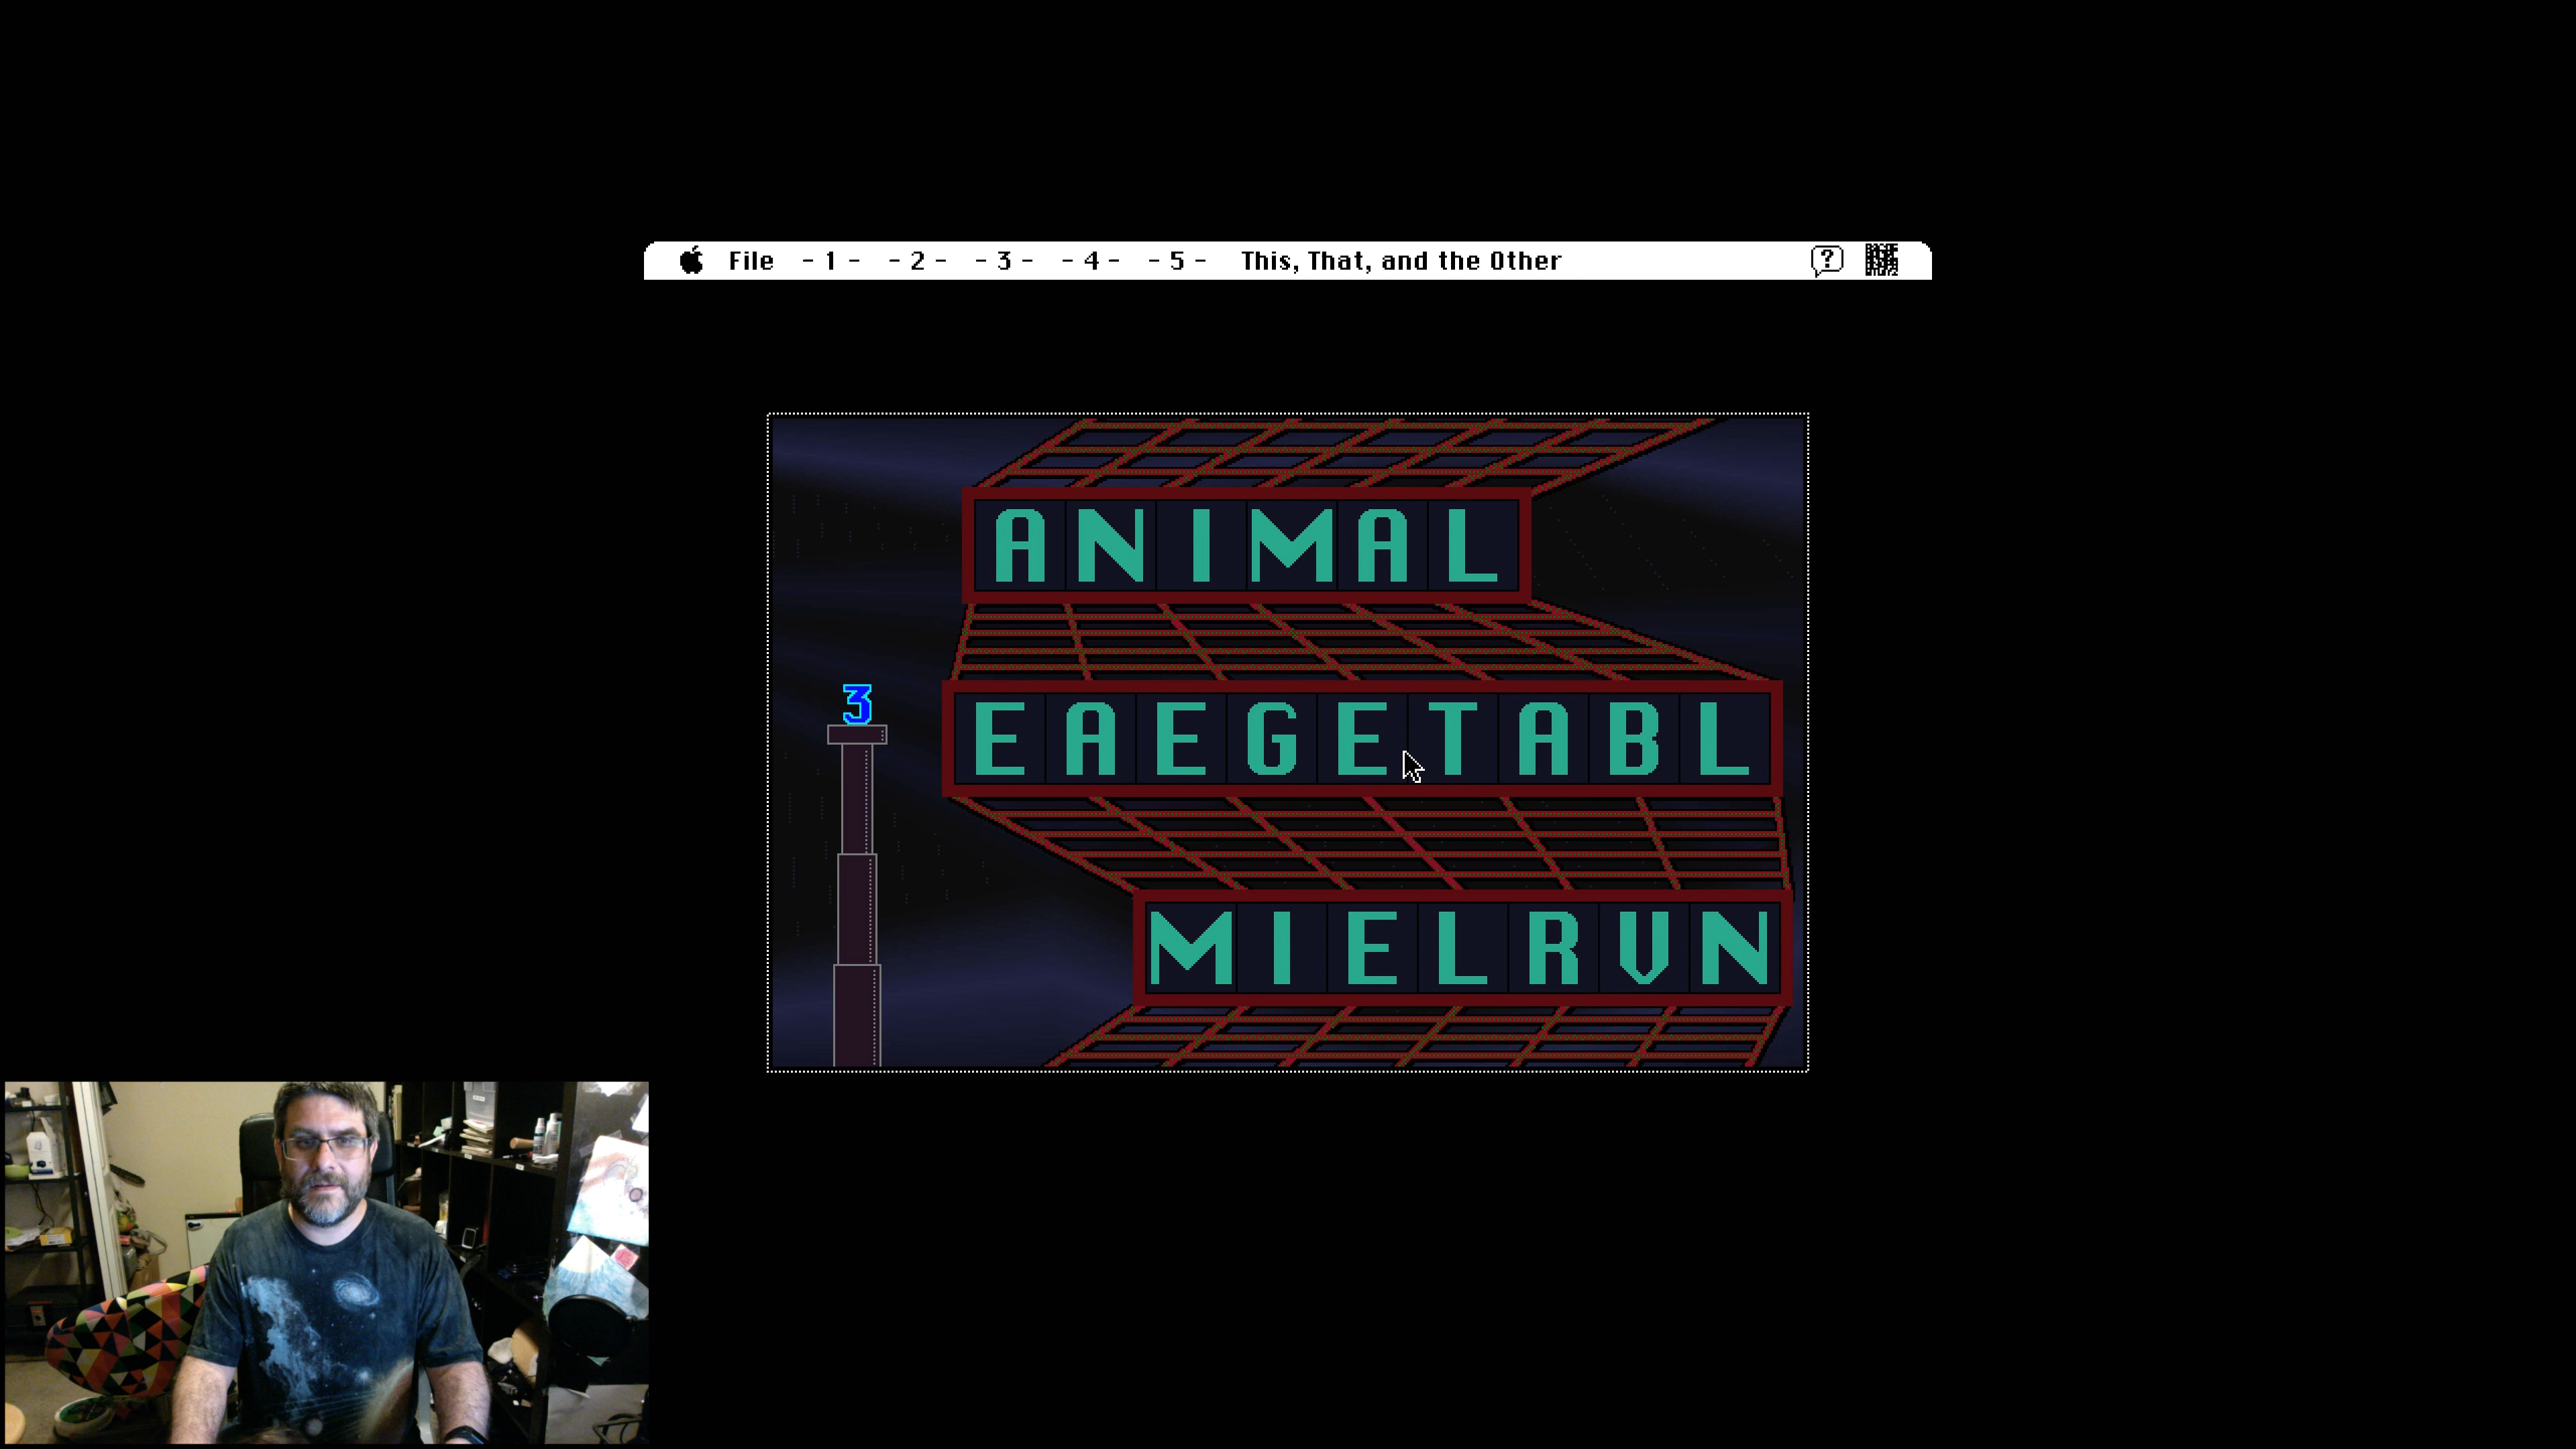 File -1- -2- -3- -4- -5- This, That, and the Other ?
ANIMAL
3
EAEGETABL
MIELRVN